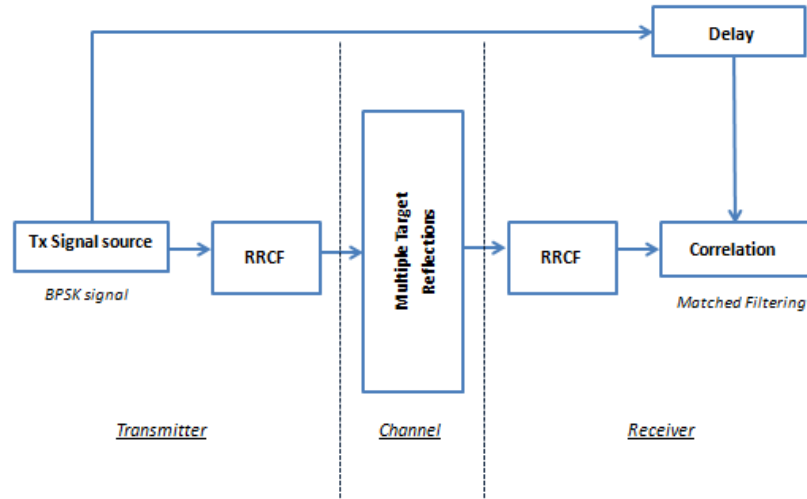 Delay
Tx Signal source
RRCF
Multiple Target
Reflections
RRCF
Correlation
BPSK signal
Matched Filtering
Transmitter
Channel
Receiver